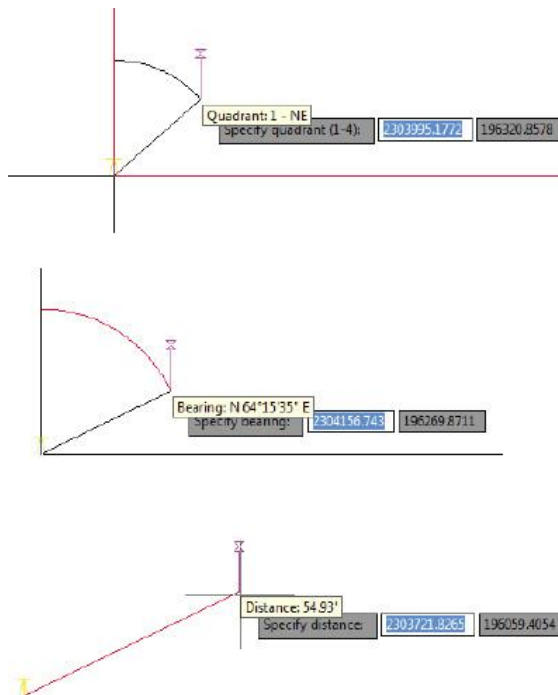 Quadrant: 1 - NE
Specify quadrant (1-4): 2303995.1772 196320.8578
Bearing: N 64°15'35" E
Specify bearing: 2304156.743 196269.8711
Distance: 54.93'
Specify distance: 2303721.8265 196059.4054